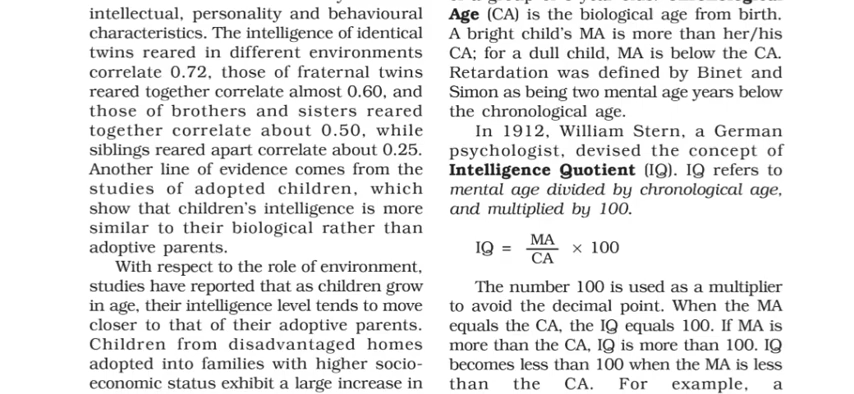 intellectual, personality and behavioural
characteristics. The intelligence of identical
twins reared in different environments
correlate 0.72, those of fraternal twins
reared together correlate almost 0.60, and
those of brothers and sisters reared
together correlate about 0.50, while
siblings reared apart correlate about 0.25.
Another line of evidence comes from the
studies of adopted children, which
show that children's intelligence is more
similar to their biological rather than
adoptive parents.
With respect to the role of environment,
studies have reported that as children grow
in age, their intelligence level tends to move
closer to that of their adoptive parents.
Children from disadvantaged homes
adopted into families with higher socio-
economic status exhibit a large increase in
Age (CA) is the biological age from birth.
A bright child's MA is more than her/his
CA; for a dull child, MA is below the CA.
Retardation was defined by Binet and
Simon as being two mental age years below
the chronological age.
In 1912, William Stern, a German
psychologist, devised the concept of
Intelligence Quotient (IQ). IQ refers to
mental age divided by chronological age,
and multiplied by 100.
IQ = MA/CA × 100
The number 100 is used as a multiplier
to avoid the decimal point. When the MA
equals the CA, the IQ equals 100. If MA is
more than the CA, IQ is more than 100. IQ
becomes less than 100 when the MA is less
than the CA. For example, a